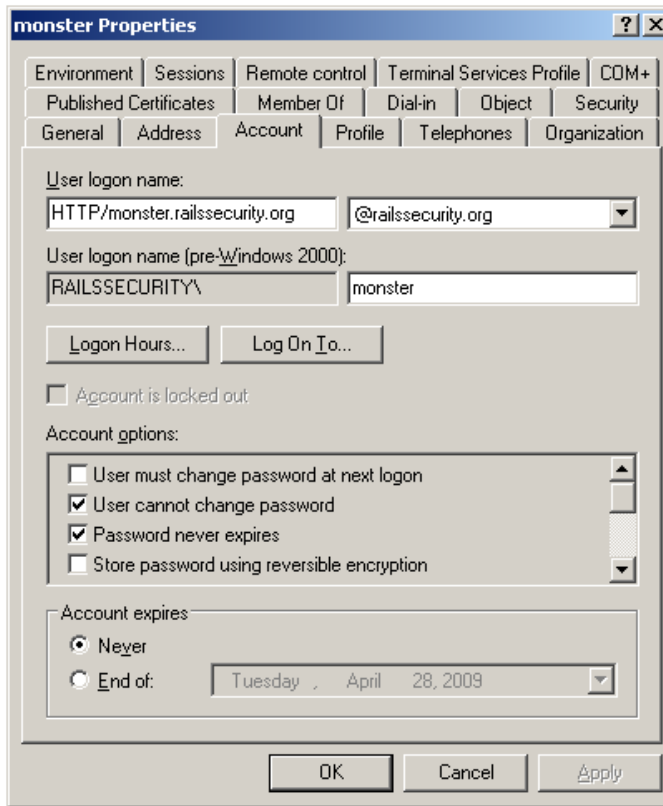 monster Properties
Environment Sessions Remote control Terminal Services Profile COM+
Published Certificates Member Of Dial-in Object Security
General Address Account Profile Telephones Organization
User logon name:
HTTP/monster.railssecurity.org @railssecurity.org
User logon name (pre-Windows 2000):
RAILSSECURITY\ monster
Logon Hours... Log On To...
Account is locked out
Account options:
User must change password at next logon
User cannot change password
Password never expires
Store password using reversible encryption
Account expires
Never
End of: Tuesday , April 28, 2009
OK Cancel Apply